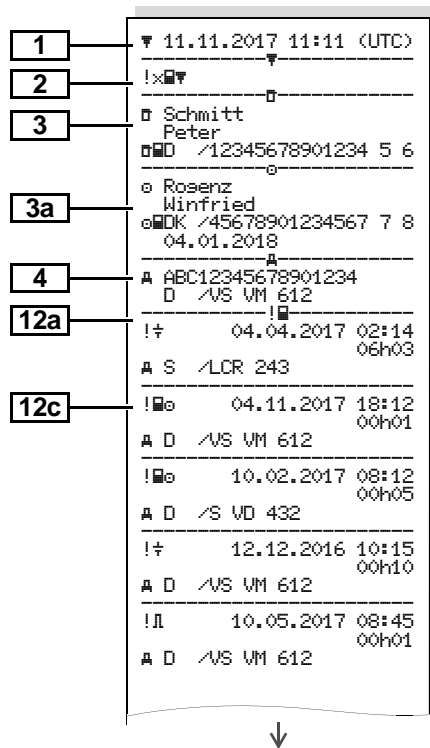 1
▼ 11.11.2017 11:11 (UTC)
----------▼----------
2
!×▮▼
3
Schmitt
Peter
D /12345678901234 5 6
3a
o Rogenz
Winfried
DK /45678901234567 7 8
04.01.2018
4
A ABC12345678901234
D /VS VM 612
12a
! 04.04.2017 02:14
06h03
A S /LCR 243
12c
! o 04.11.2017 18:12
00h01
A D /VS VM 612
! o 10.02.2017 08:12
00h05
A D /S VD 432
! 12.12.2016 10:15
00h10
A D /VS VM 612
! 10.05.2017 08:45
00h01
A D /VS VM 612